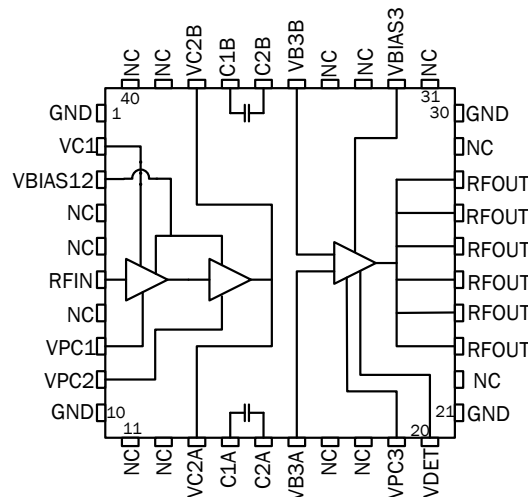 NC
NC
VC2B
C1B
C2B
VB3B
NC
NC
VBIAS3
NC
40
31
GND
1
30
GND
VC1
NC
VBIAS12
RFOUT
NC
RFOUT
NC
RFOUT
RFIN
RFOUT
NC
RFOUT
VPC1
RFOUT
VPC2
NC
GND
10
21
GND
11
20
NC
NC
VC2A
C1A
C2A
VB3A
NC
NC
VPC3
VDET